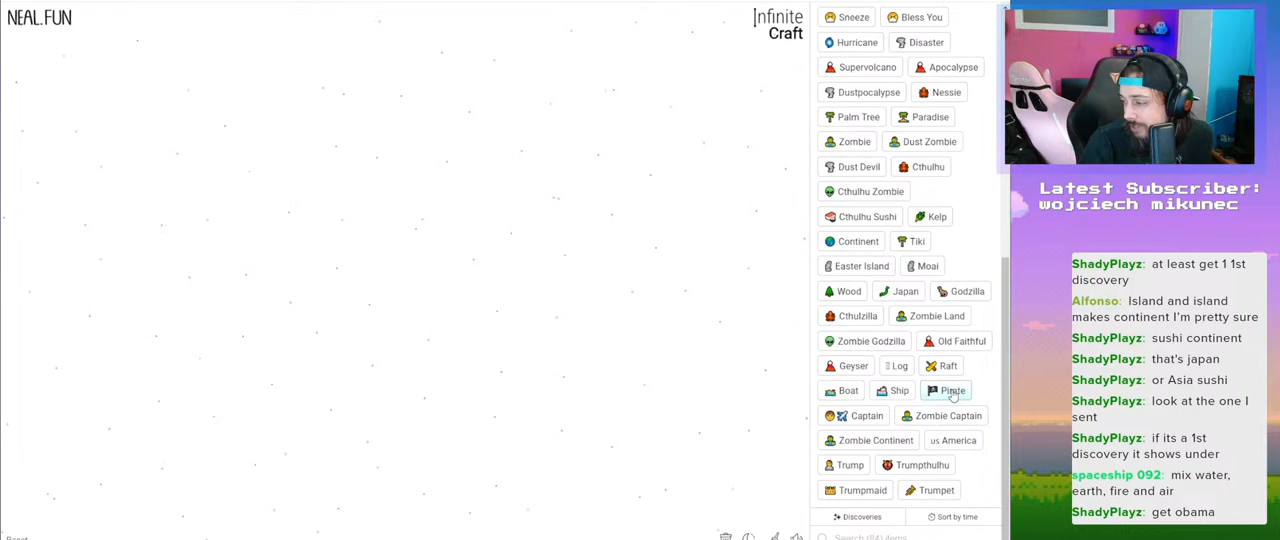 NEAL.FUN
Infinite
Craft
Sneeze
Bless You
Hurricane
Disaster
Supervolcano
Apocalypse
Dustpocalypse
Nessie
Palm Tree
Paradise
Zombie
Dust Zombie
Dust Devil
Cthulhu
Cthulhu Zombie
Cthulhu Sushi
Kelp
Continent
Tiki
Easter Island
Moai
Wood
Japan
Godzilla
Cthulzilla
Zombie Land
Zombie Godzilla
Old Faithful
Geyser
Log
Raft
Boat
Ship
Pirate
Captain
Zombie Captain
Zombie Continent
us America
Trump
Trumpthulhu
Trumpmaid
Trumpet
Discoveries
Sort by time
Search (84) items
Reset
Latest Subscriber:
wojciech mikunec
ShadyPlayz: at least get 1 1st
discovery
Alfonso: Island and island
makes continent I'm pretty sure
ShadyPlayz: sushi continent
ShadyPlayz: that's japan
ShadyPlayz: or Asia sushi
ShadyPlayz: look at the one I
sent
ShadyPlayz: if its a 1st
discovery it shows under
spaceship 092: mix water,
earth, fire and air
ShadyPlayz: get obama